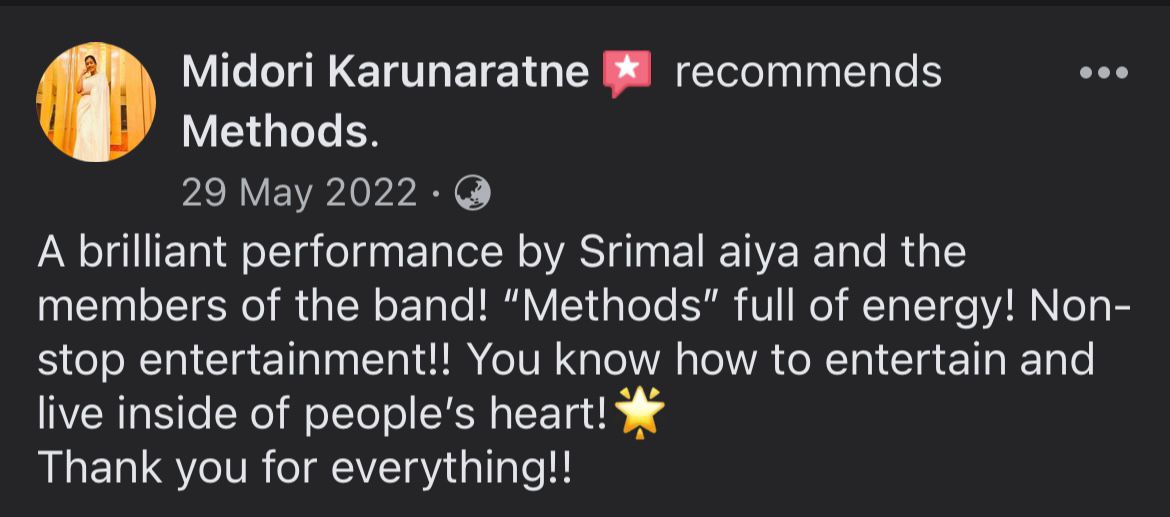 Midori Karunaratne recommends
Methods.
29 May 2022 ·
A brilliant performance by Srimal aiya and the
members of the band! “Methods” full of energy! Non-
stop entertainment!! You know how to entertain and
live inside of people’s heart!🌟
Thank you for everything!!